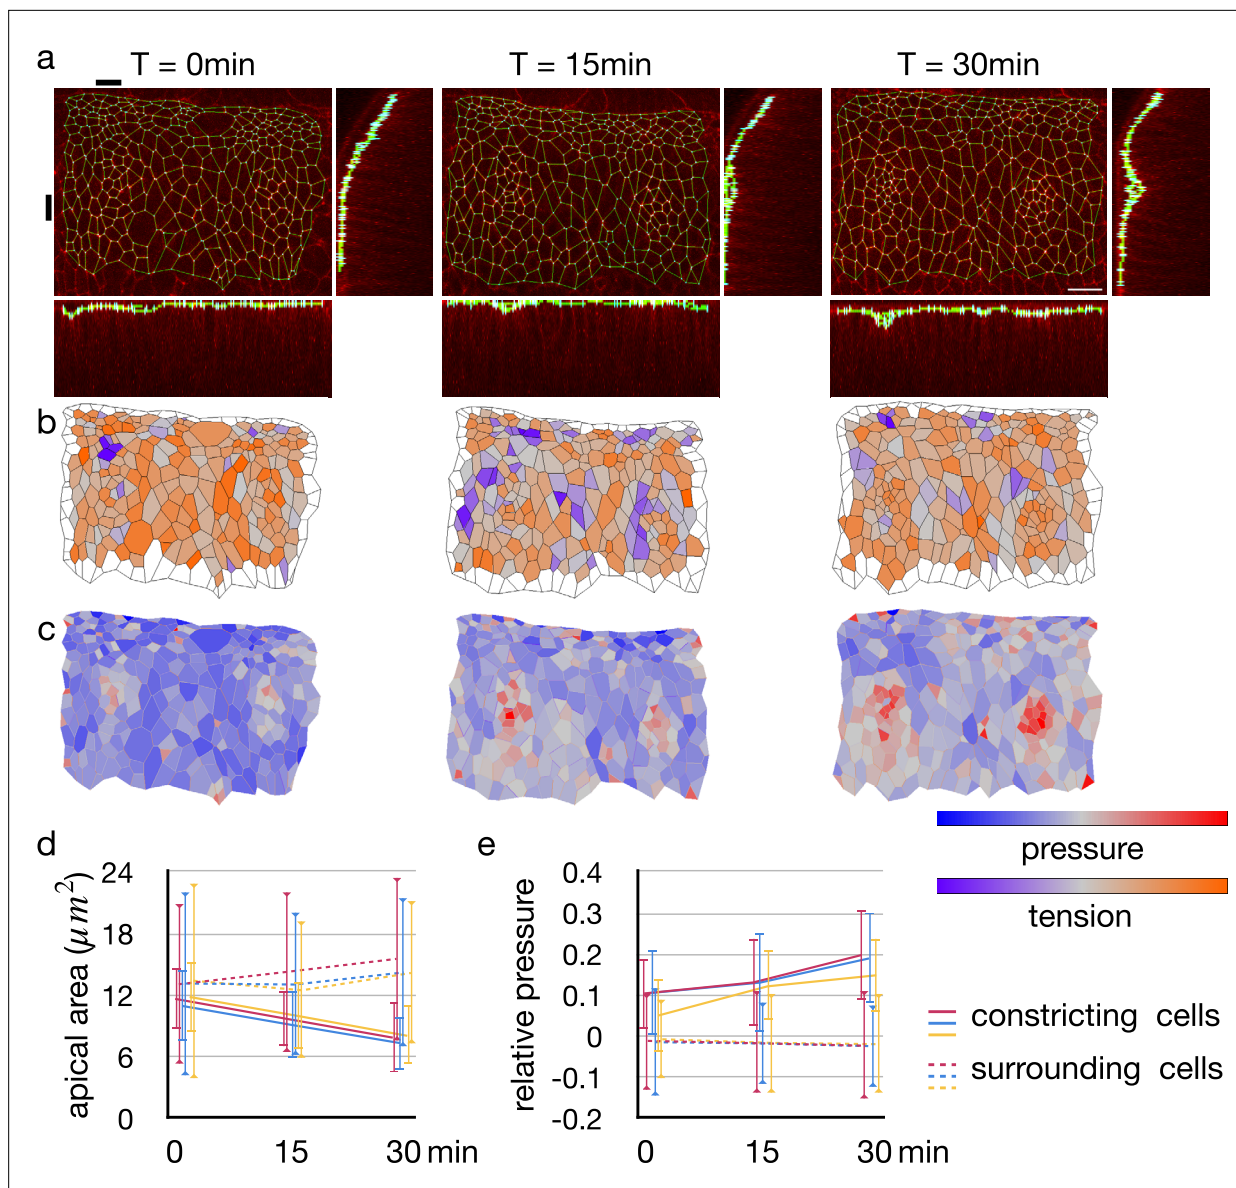 a
T = 0min
T = 15min
T = 30min
b
c
pressure
tension
d
e
apical area (μm²)
24
18
12
6
0
0
15
30 min
relative pressure
0.4
0.3
0.2
0.1
0
-0.1
-0.2
0
15
30 min
constricting cells
surrounding cells